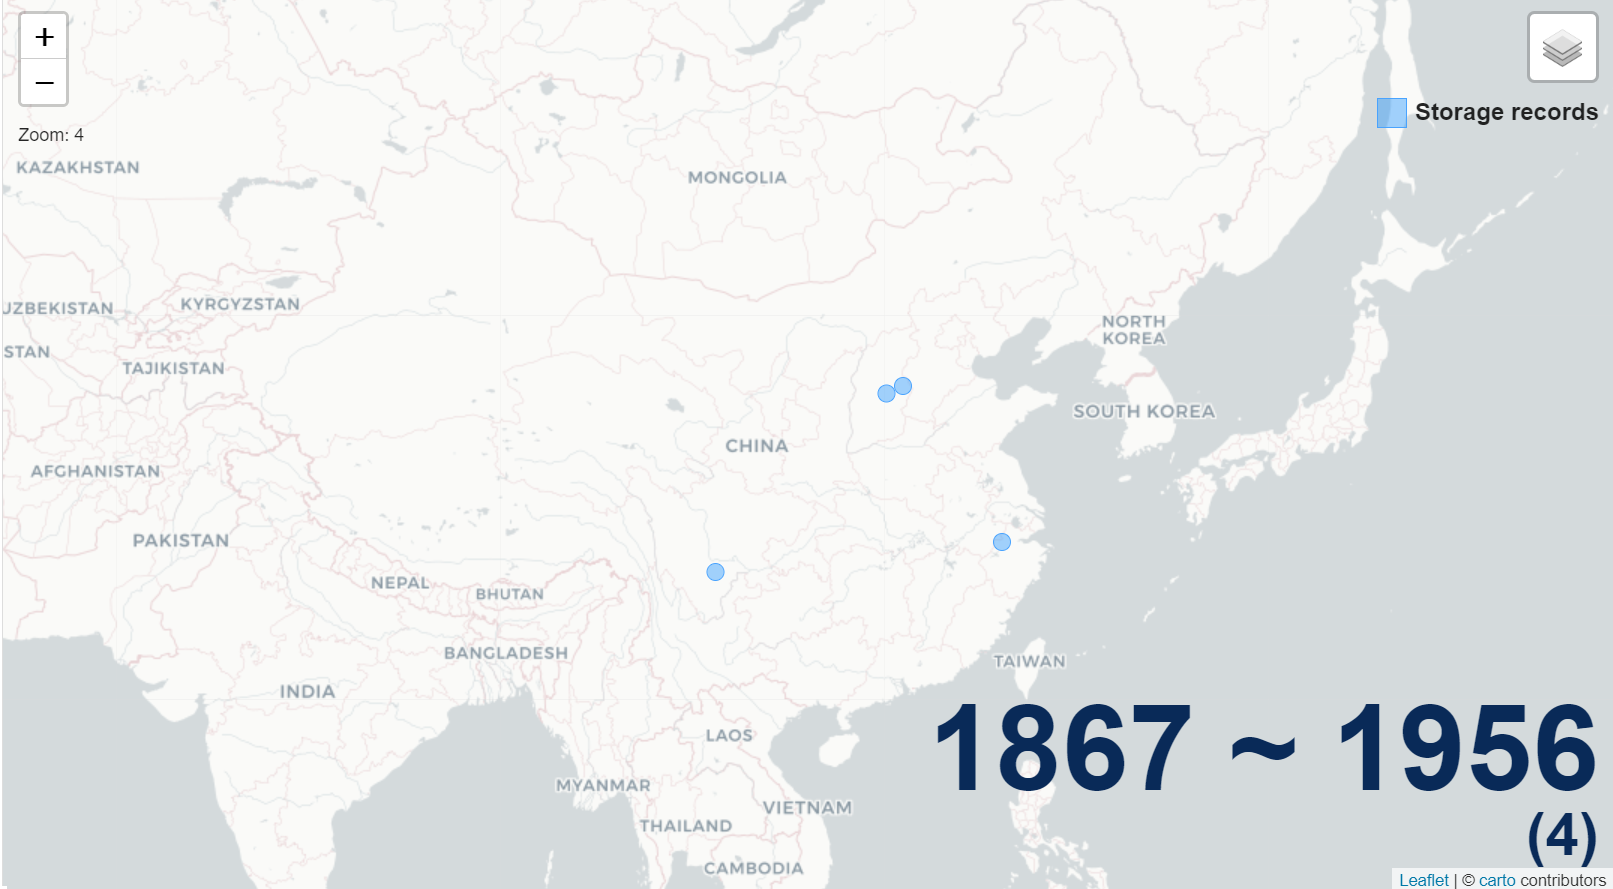 +
−
Zoom: 4
Storage records
KAZAKHSTAN
MONGOLIA
UZBEKISTAN
KYRGYZSTAN
NORTH
KOREA
STAN
TAJIKISTAN
SOUTH KOREA
CHINA
AFGHANISTAN
PAKISTAN
NEPAL
BHUTAN
BANGLADESH
TAIWAN
INDIA
1867 ~ 1956
LAOS
MYANMAR
VIETNAM
THAILAND
(4)
CAMBODIA
Leaflet | © carto contributors